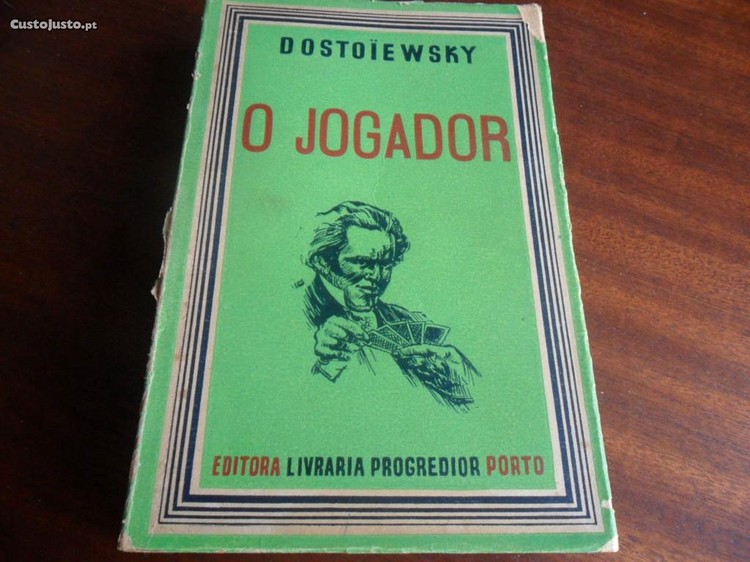 CustoJusto.pt
DOSTOÏEWSKY
O JOGADOR
EDITORA LIVRARIA PROGREDIOR PORTO